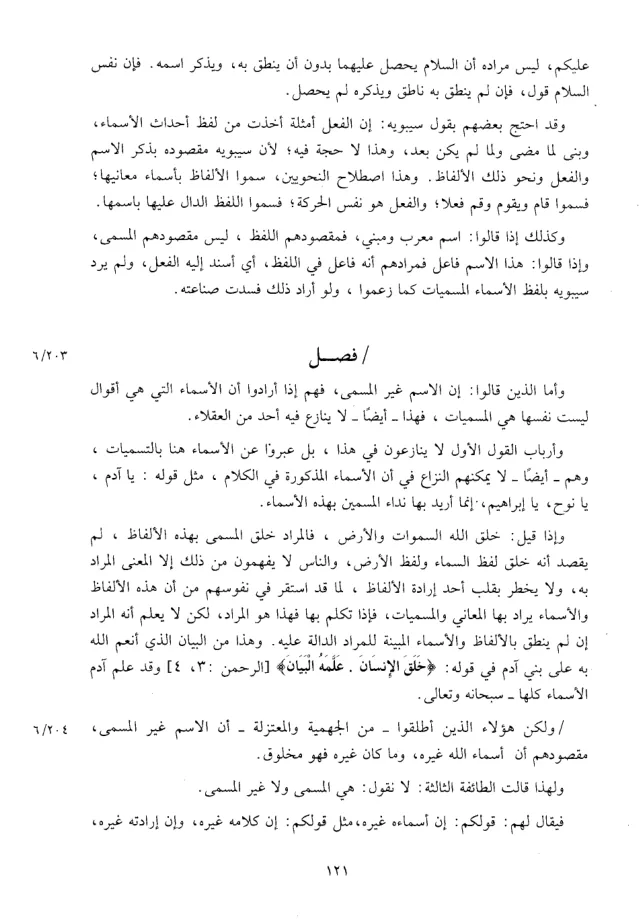 عليكم، ليس مراده أن السلام يحصل عليهما بدون أن ينطق به، ويذكر اسمه. فإن نفس
السلام قول، فإن لم ينطق به ناطق ويذكره لم يحصل.
وقد احتج بعضهم بقول سيبويه: إن الفعل أمثلة أخذت من لفظ أحداث الأسماء،
وبنى لما مضى ولما لم يكن بعد، وهذا لا حجة فيه؛ لأن سيبويه مقصوده بذكر الاسم
والفعل ونحو ذلك الألفاظ. وهذا اصطلاح النحويين، سموا الألفاظ بأسماء معانيها؛
فسموا قام ويقوم وقم فعلا؛ والفعل هو نفس الحركة؛ فسموا اللفظ الدال عليها باسمها.
وكذلك إذا قالوا: اسم معرب ومبني، فمقصودهم اللفظ ، ليس مقصودهم المسمى،
وإذا قالوا: هذا الاسم فاعل فمرادهم أنه فاعل في اللفظ، أي أسند إليه الفعل، ولم يرد
سيبويه بلفظ الأسماء المسميات كما زعموا ، ولو أراد ذلك فسدت صناعته.
/ فصــل
٦/٢٠٣
وأما الذين قالوا: إن الاسم غير المسمى، فهم إذا أرادوا أن الأسماء التي هي أقوال
ليست نفسها هي المسميات ، فهذا ـ أيضًا ـ لا ينازع فيه أحد من العقلاء.
وأرباب القول الأول لا ينازعون في هذا ، بل عبروا عن الأسماء هنا بالتسميات ،
وهم ـ أيضًا ـ لا يمكنهم النزاع في أن الأسماء المذكورة في الكلام ، مثل قوله : يا آدم ،
يا نوح، يا إبراهيم، إنما أريد بها نداء المسمين بهذه الأسماء.
وإذا قيل: خلق الله السموات والأرض ، فالمراد خلق المسمى بهذه الألفاظ ، لم
يقصد أنه خلق لفظ السماء ولفظ الأرض، والناس لا يفهمون من ذلك إلا المعنى المراد
به، ولا يخطر بقلب أحد إرادة الألفاظ ، لما قد استقر في نفوسهم من أن هذه الألفاظ
والأسماء يراد بها المعاني والمسميات، فإذا تكلم بها فهذا هو المراد، لكن لا يعلم أنه المراد
إن لم ينطق بالألفاظ والأسماء المبينة للمراد الدالة عليه. وهذا من البيان الذي أنعم الله
به على بني آدم في قوله: ﴿خَلَقَ الإِنسَانَ . عَلَّمَهُ الْبَيَانَ﴾ [الرحمن :٣، ٤] وقد علم آدم
الأسماء كلها ـ سبحانه وتعالى.
/ ولكن هؤلاء الذين أطلقوا ـ من الجهمية والمعتزلة ـ أن الاسم غير المسمى،
٦/٢٠٤
مقصودهم أن أسماء الله غيره، وما كان غيره فهو مخلوق.
ولهذا قالت الطائفة الثالثة: لا نقول: هي المسمى ولا غير المسمى.
فيقال لهم: قولكم: إن أسماءه غيره، مثل قولكم: إن كلامه غيره، وإن إرادته غيره،
١٢١